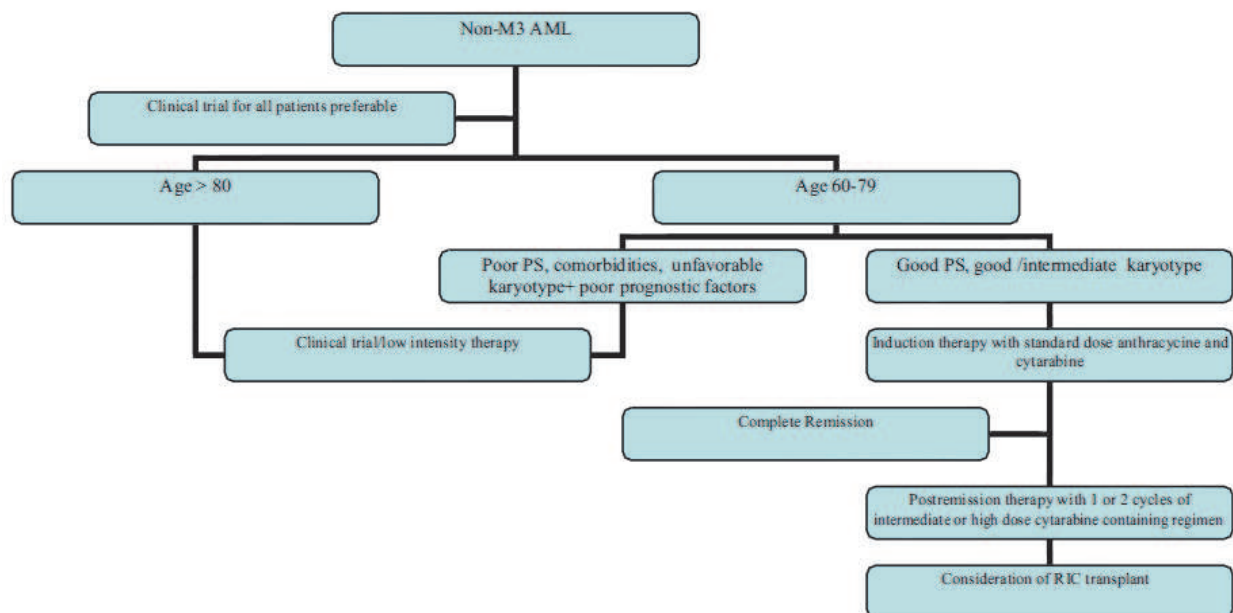 Non-M3 AML
Clinical trial for all patients preferable
Age > 80
Age 60-79
Poor PS, comorbidities, unfavorable
karyotype+ poor prognostic factors
Good PS, good /intermediate karyotype
Clinical trial/low intensity therapy
Induction therapy with standard dose anthracycine and
cytarabine
Complete Remission
Postremission therapy with 1 or 2 cycles of
intermediate or high dose cytarabine containing regimen
Consideration of RIC transplant